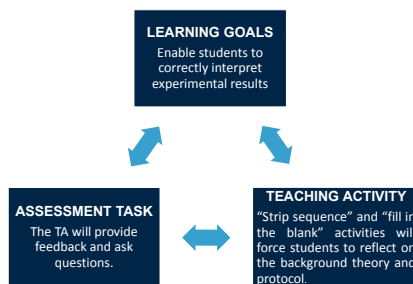 LEARNING GOALS
Enable students to
correctly interpret
experimental results
ASSESSMENT TASK
The TA will provide
feedback and ask
questions.
TEACHING ACTIVITY
“Strip sequence” and “fill in
the blank” activities will
force students to reflect on
the background theory and
protocol.